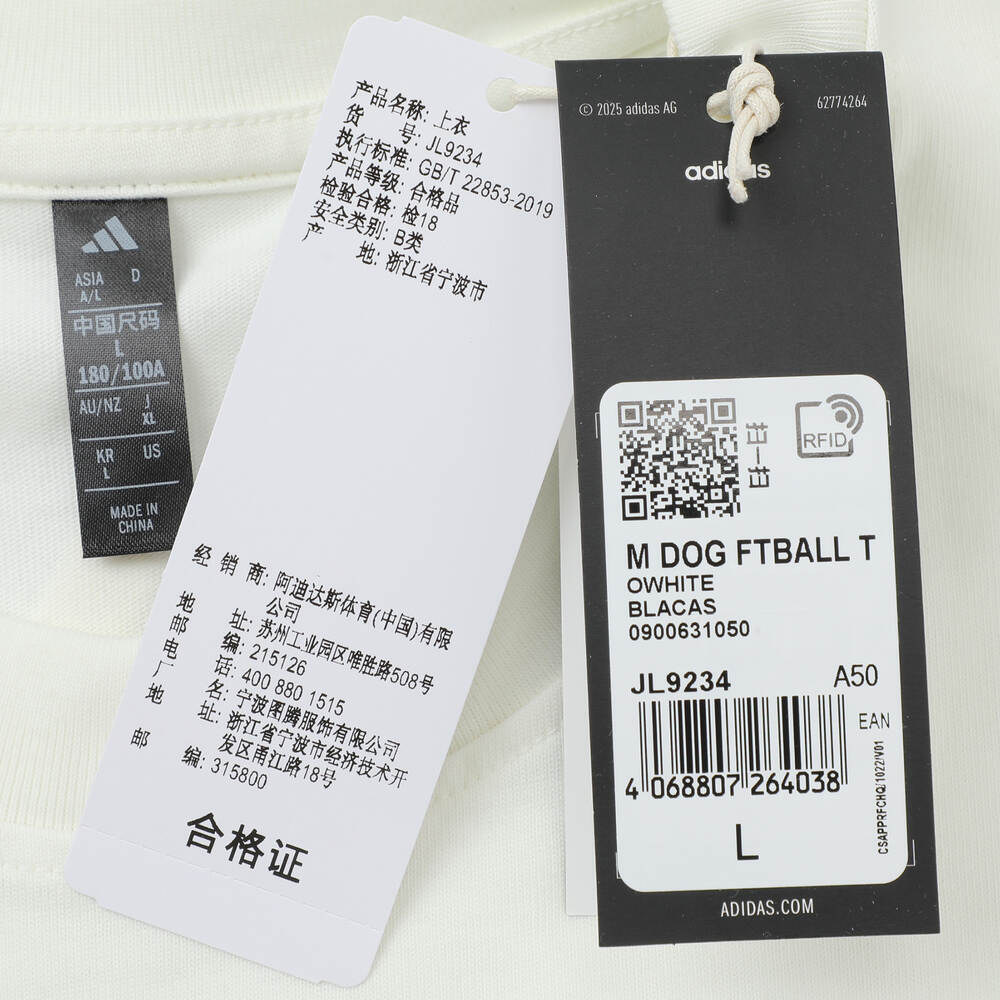 ASIA D
A/L
中国尺码
L
180/100A
AU/NZ J
XL
KR US
L
MADE IN
CHINA
产品名称: 上衣
货 号: JL9234
执行标准: GB/T 22853-2019
产品等级: 合格品
检验合格: 检18
安全类别: B类
产 地: 浙江省宁波市
经 销 商: 阿迪达斯体育(中国)有限
公司
地 址: 苏州工业园区唯胜路508号
邮 编: 215126
电 话: 400 880 1515
厂 名: 宁波图腾服饰有限公司
地 址: 浙江省宁波市经济技术开
发区甬江路18号
邮 编: 315800
合格证
© 2025 adidas AG 62774264
adidas
扫一扫
RFID
M DOG FTBALL T
OWHITE
BLACAS
0900631050
JL9234 A50
EAN
4 068807 264038
CSAPPRFCHQ/1022/V01
L
ADIDAS.COM